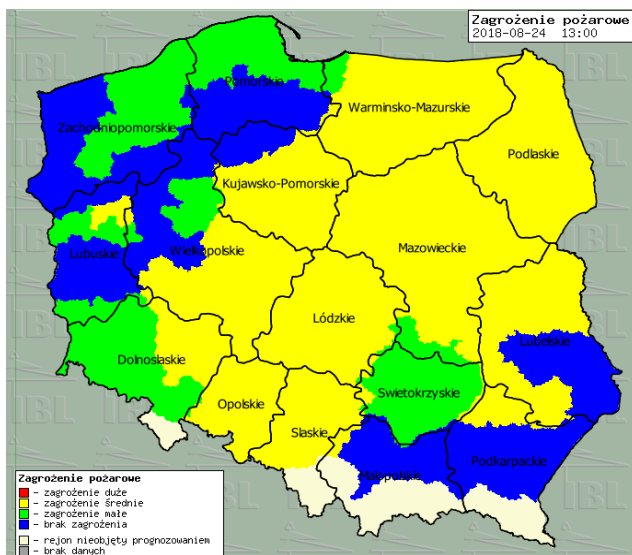 Zagrożenie pożarowe
2018-08-24 13:00
IBL
Pomorskie
Warminsko-Mazurskie
Zachodniopomorskie
Podlaskie
Kujawsko-Pomorskie
Mazowieckie
Lubuskie
Wielkopolskie
Lódzkie
Lubelskie
Dolnoslaskie
Swietokrzyskie
Opolskie
Slaskie
Malopolskie
Podkarpackie
Zagrożenie pożarowe
- zagrożenie duże
- zagrożenie średnie
- zagrożenie małe
- brak zagrożenia
- rejon nieobjęty prognozowaniem
- brak danych